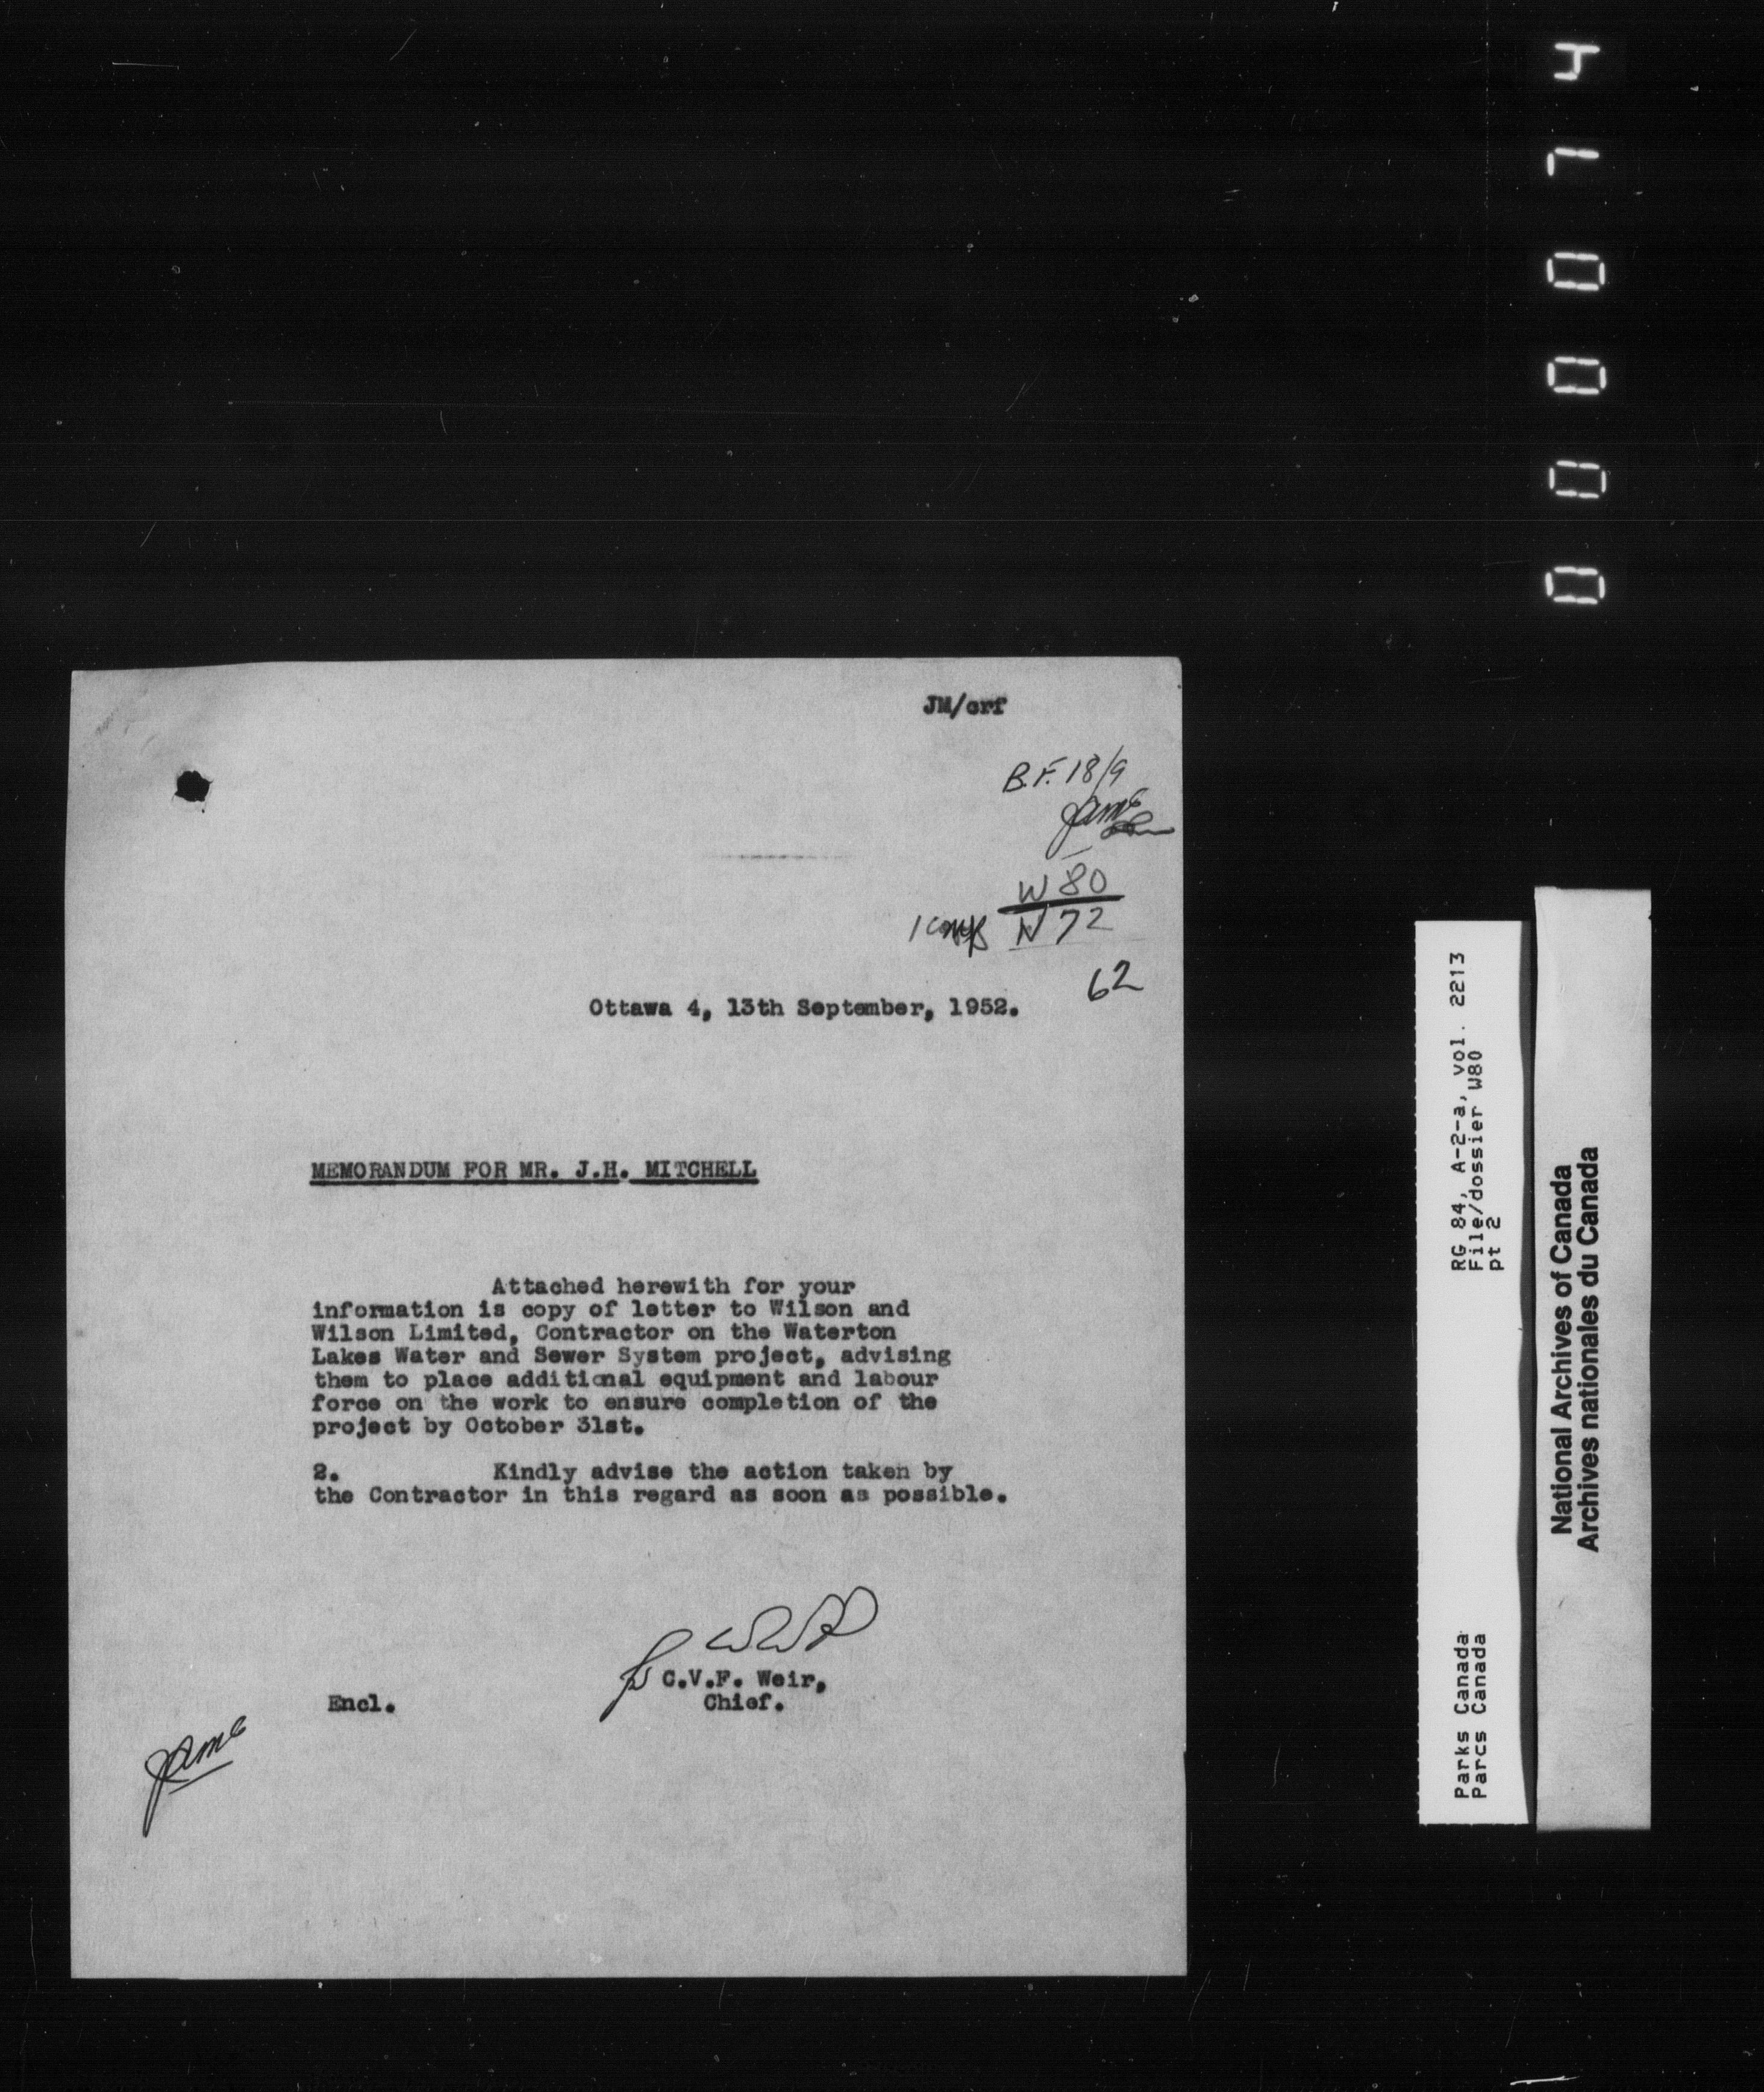 JM/crf
B.F. 18/9
W 80
N 72
62
Ottawa 4, 13th September, 1952.
MEMORANDUM FOR MR. J.H. MITCHELL
Attached herewith for your
information is copy of letter to Wilson and
Wilson Limited, Contractor on the Waterton
Lakes Water and Sewer System project, advising
them to place additional equipment and labour
force on the work to ensure completion of the
project by October 31st.
2. Kindly advise the action taken by
the Contractor in this regard as soon as possible.
C.V.F. Weir,
Chief.
Encl.
RG 84, A-2-a, vol. 2213
File/dossier W80
pt 2
Parks Canada
Parcs Canada
National Archives of Canada
Archives nationales du Canada